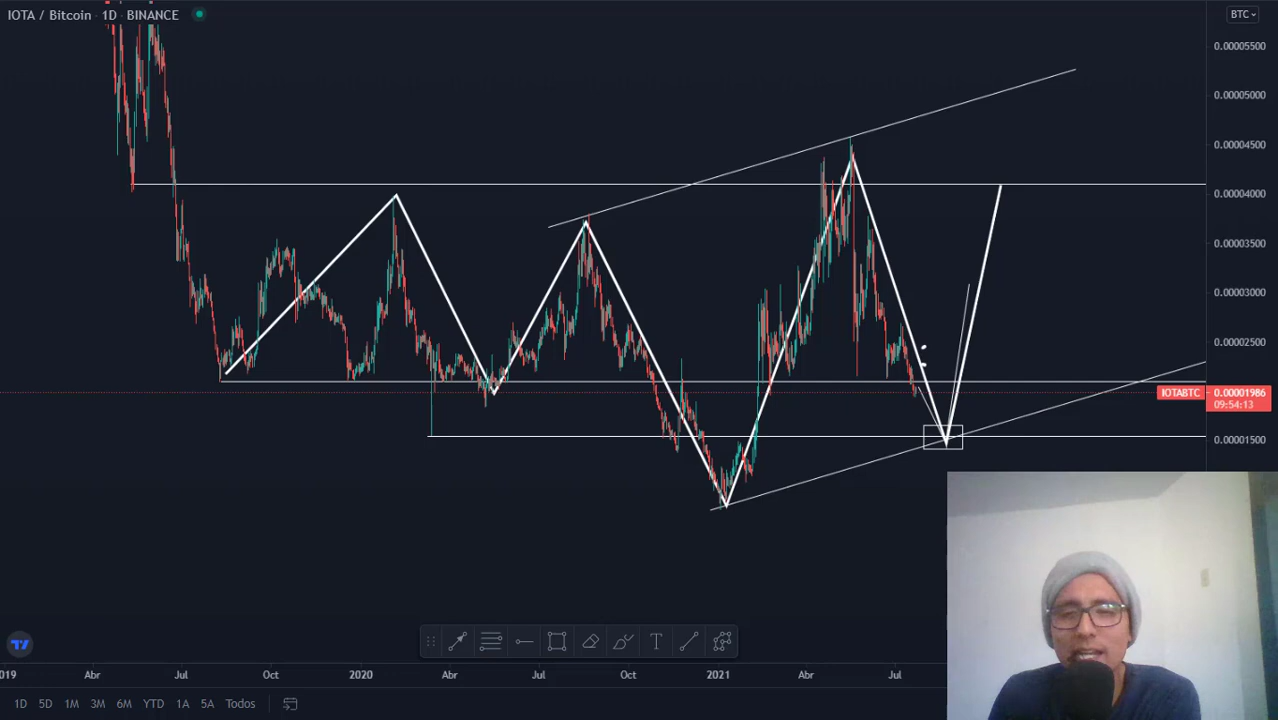 IOTA / Bitcoin · 1D · BINANCE
BTC
0.00005500
0.00005000
0.00004500
0.00004000
0.00003500
0.00003000
0.00002500
IOTABTC 0.00001986
09:54:13
0.00001500
T
TV
2019 Abr Jul Oct 2020 Abr Jul Oct 2021 Abr Jul
1D 5D 1M 3M 6M YTD 1A 5A Todos